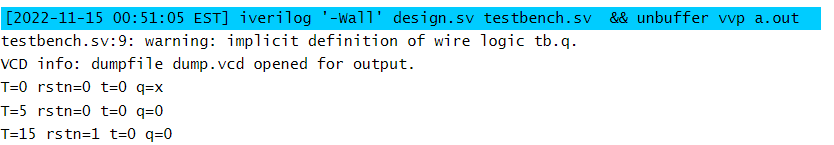 [2022-11-15 00:51:05 EST] iverilog '-Wall' design.sv testbench.sv  && unbuffer vvp a.out
testbench.sv:9: warning: implicit definition of wire logic tb.q.
VCD info: dumpfile dump.vcd opened for output.
T=0 rstn=0 t=0 q=x
T=5 rstn=0 t=0 q=0
T=15 rstn=1 t=0 q=0